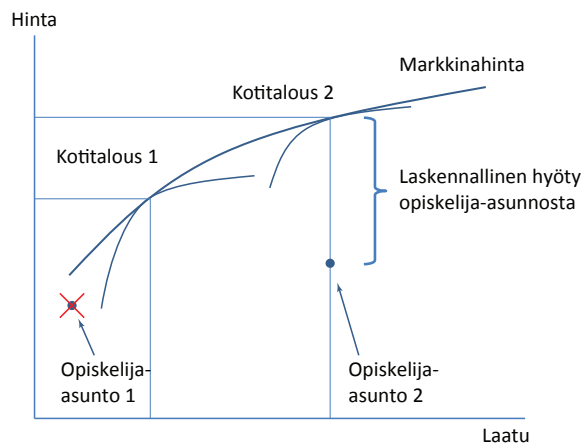 Hinta
Markkinahinta
Kotitalous 2
Kotitalous 1
Laskennallinen hyöty
opiskelija-asunnosta
Opiskelija-
asunto 1
Opiskelija-
asunto 2
Laatu